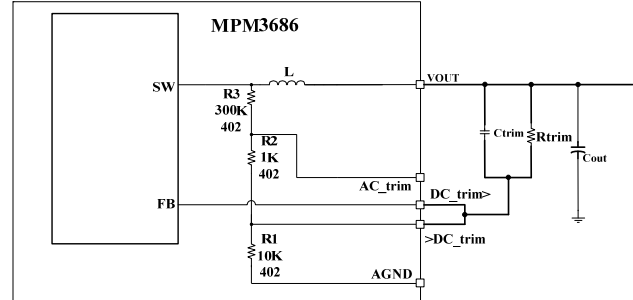 MPM3686
SW
L
VOUT
R3
300K
402
Ctrim
Rtrim
Cout
R2
1K
402
AC_trim
DC_trim>
FB
>DC_trim
R1
10K
402
AGND